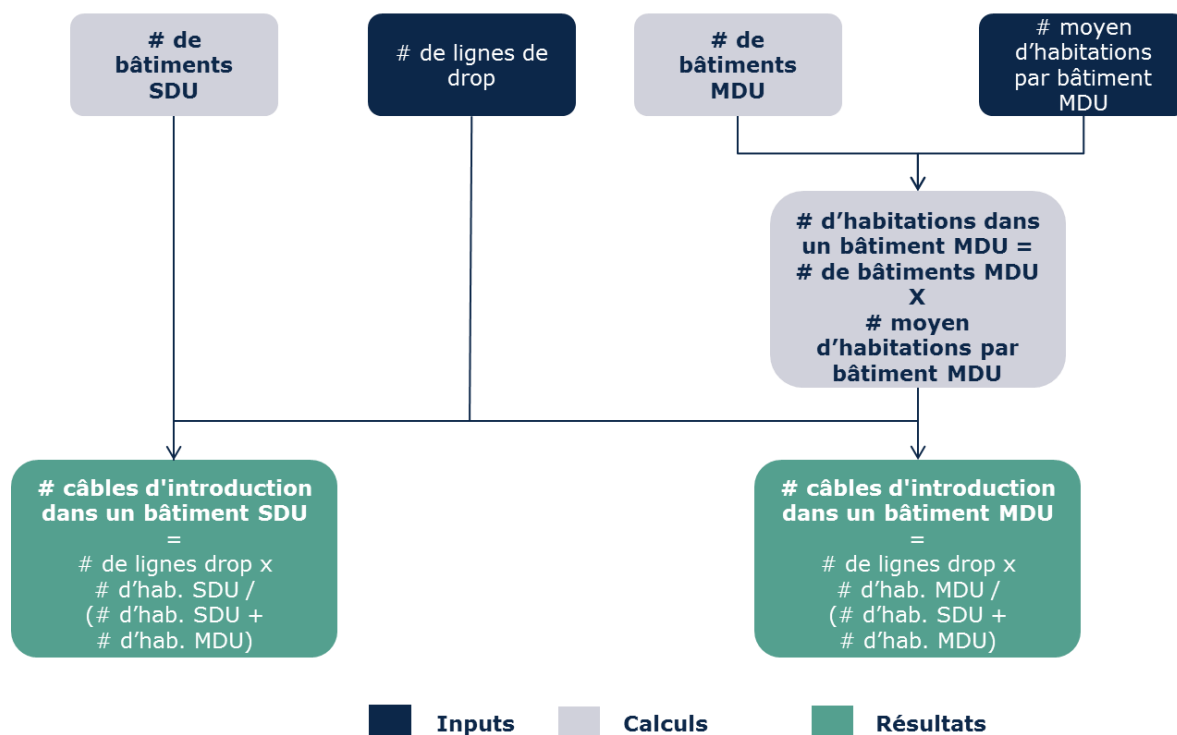 # de
bâtiments
SDU
# de lignes de
drop
# de
bâtiments
MDU
# moyen
d’habitations
par bâtiment
MDU
# d’habitations dans
un bâtiment MDU =
# de bâtiments MDU
X
# moyen
d’habitations par
bâtiment MDU
# câbles d'introduction
dans un bâtiment SDU
=
# de lignes drop x
# d’hab. SDU /
(# d’hab. SDU +
# d’hab. MDU)
# câbles d'introduction
dans un bâtiment MDU
=
# de lignes drop x
# d’hab. MDU /
(# d’hab. SDU +
# d’hab. MDU)
Inputs
Calculs
Résultats